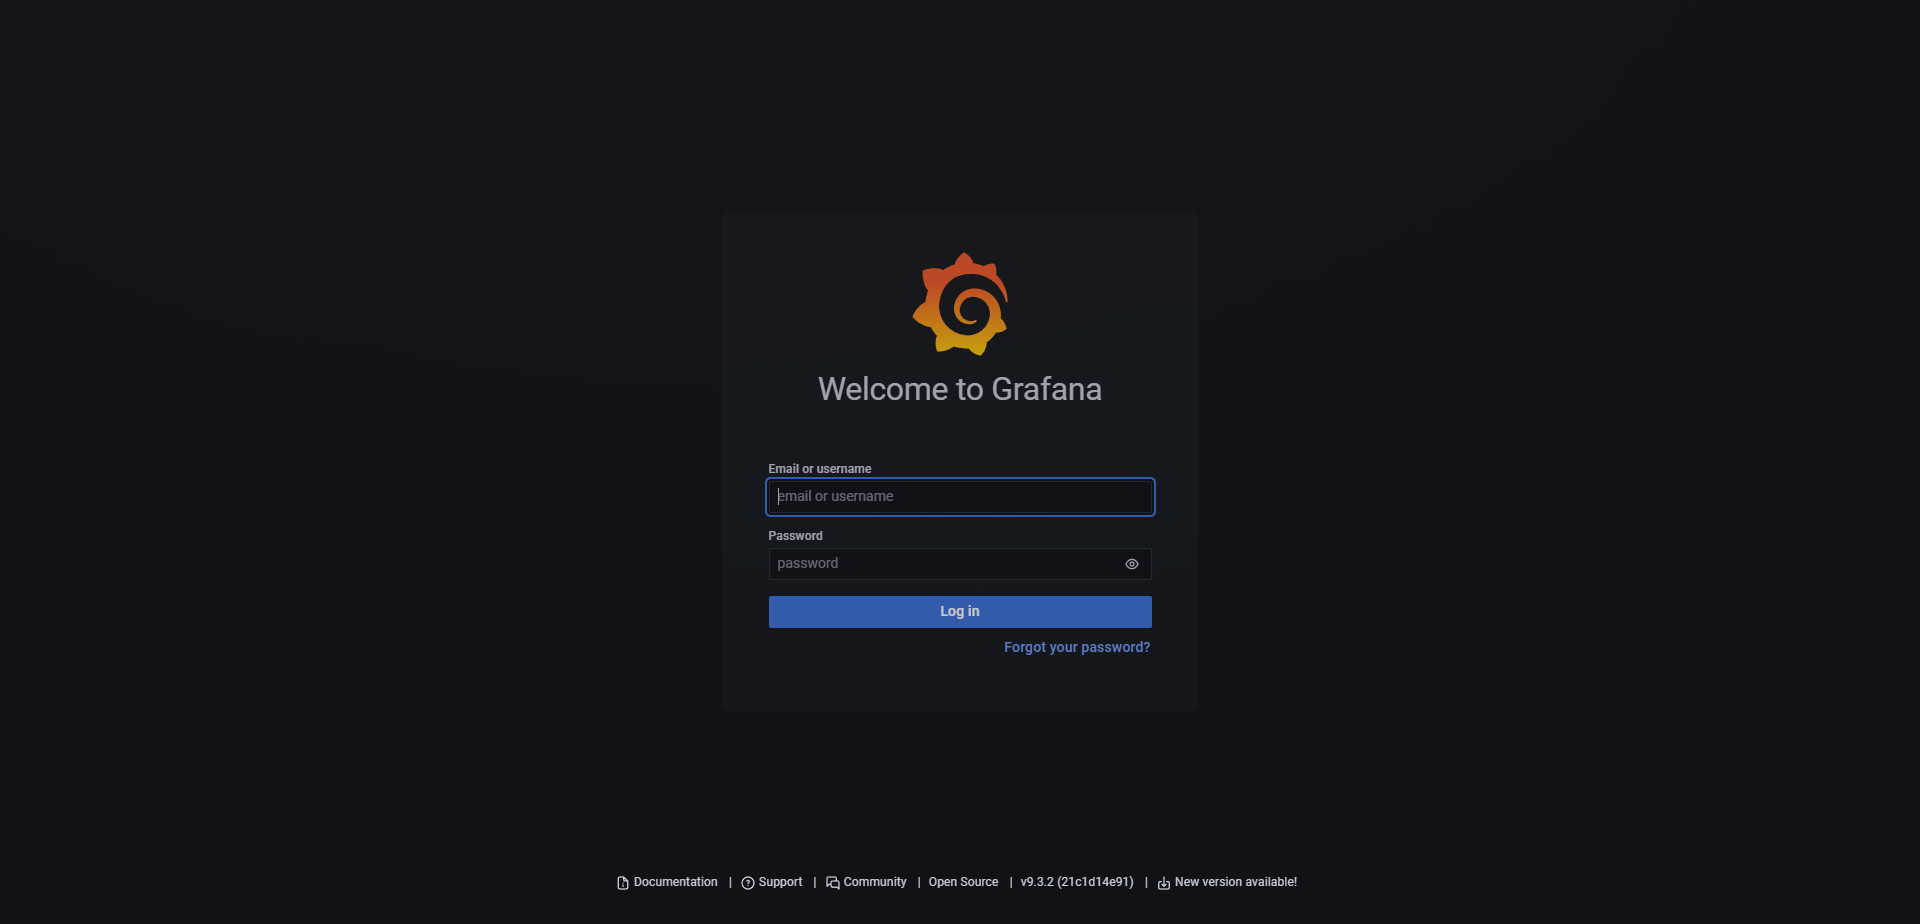 Welcome to Grafana
Email or username
email or username
Password
password
Log in
Forgot your password?
Documentation | Support | Community | Open Source | v9.3.2 (21c1d14e91) | New version available!